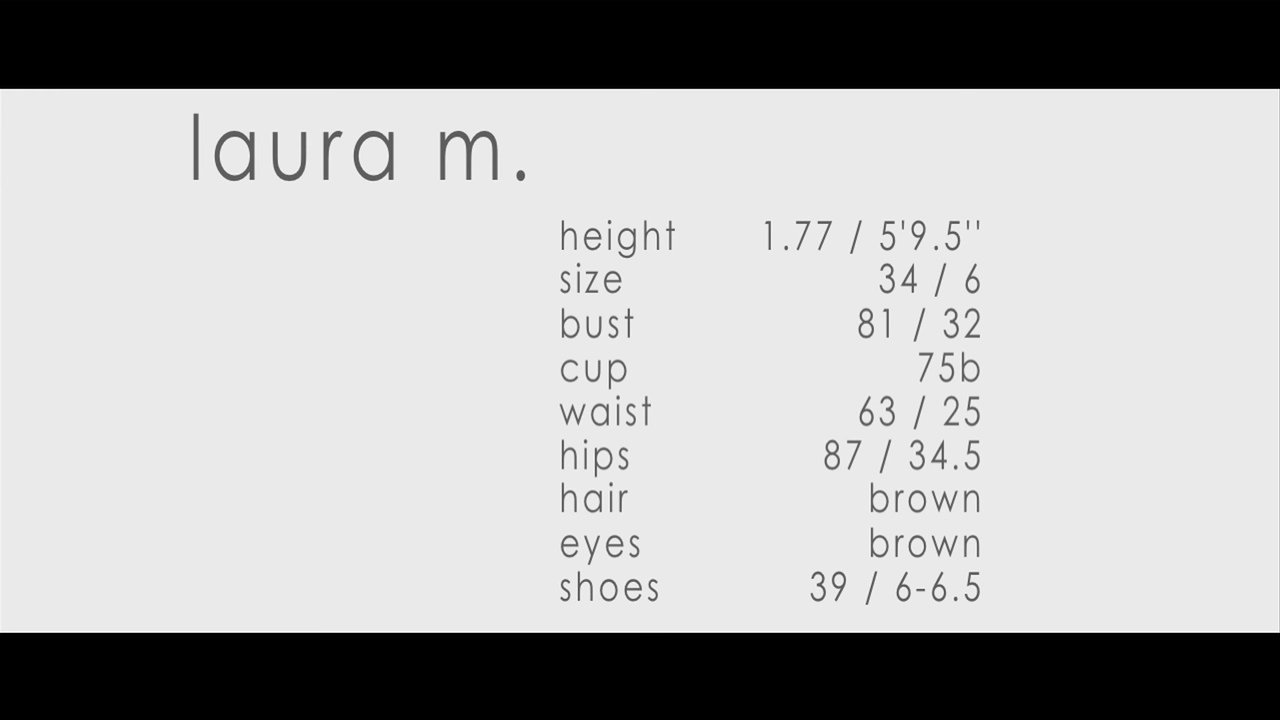 laura m.
height 1.77 / 5'9.5''
size 34 / 6
bust 81 / 32
cup 75b
waist 63 / 25
hips 87 / 34.5
hair brown
eyes brown
shoes 39 / 6-6.5